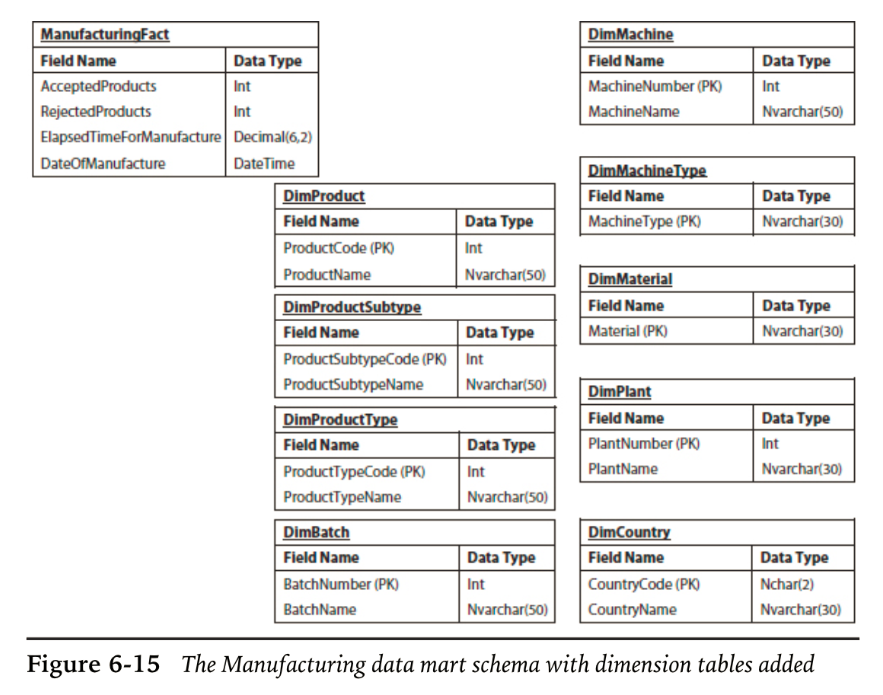 ManufacturingFact
Field Name Data Type
AcceptedProducts Int
RejectedProducts Int
ElapsedTimeForManufacture Decimal(6,2)
DateOfManufacture DateTime
DimProduct
Field Name Data Type
ProductCode (PK) Int
ProductName Nvarchar(50)
DimProductSubtype
Field Name Data Type
ProductSubtypeCode (PK) Int
ProductSubtypeName Nvarchar(50)
DimProductType
Field Name Data Type
ProductTypeCode (PK) Int
ProductTypeName Nvarchar(50)
DimBatch
Field Name Data Type
BatchNumber (PK) Int
BatchName Nvarchar(50)
DimMachine
Field Name Data Type
MachineNumber (PK) Int
MachineName Nvarchar(50)
DimMachineType
Field Name Data Type
MachineType (PK) Nvarchar(30)
DimMaterial
Field Name Data Type
Material (PK) Nvarchar(30)
DimPlant
Field Name Data Type
PlantNumber (PK) Int
PlantName Nvarchar(30)
DimCountry
Field Name Data Type
CountryCode (PK) Nchar(2)
CountryName Nvarchar(30)
Figure 6-15 The Manufacturing data mart schema with dimension tables added